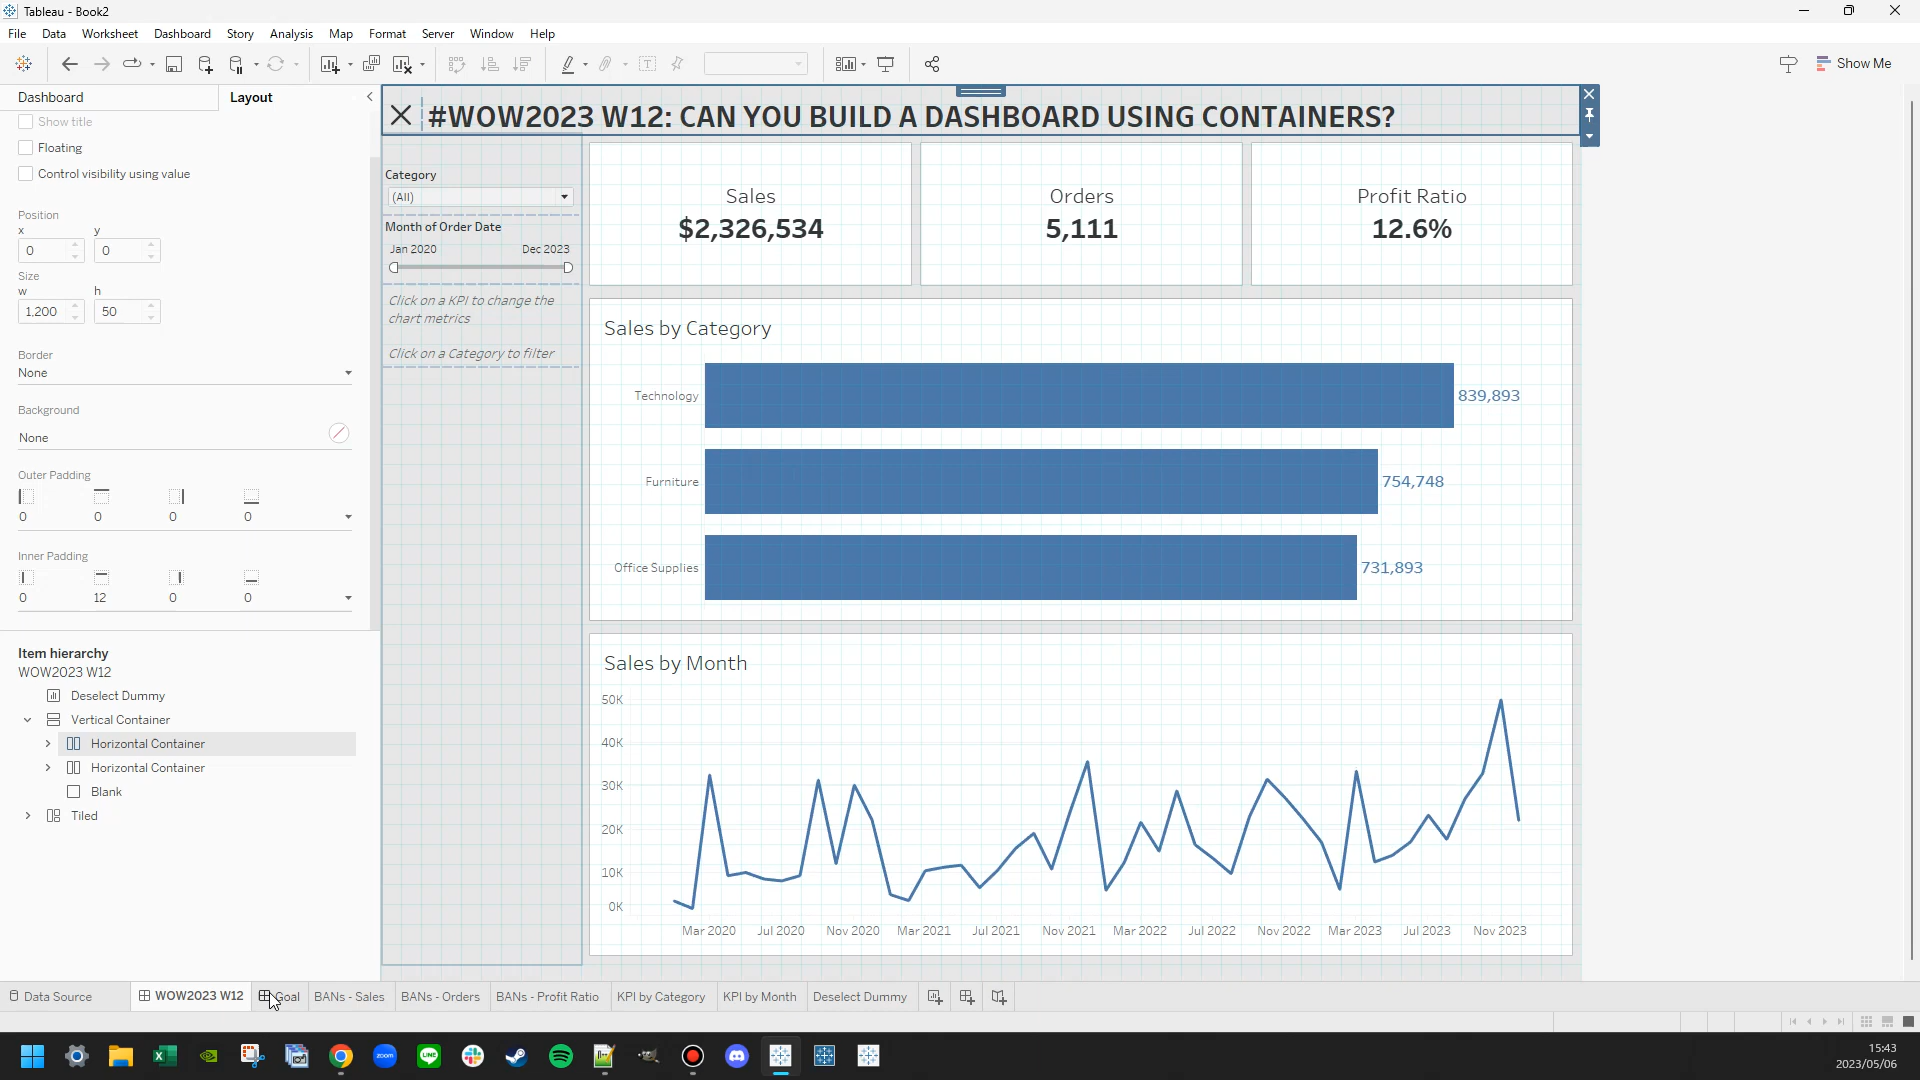 Tableau - Book2
File Data Worksheet Dashboard Story Analysis Map Format Server Window Help
Show Me
Dashboard
Layout
Show title
Floating
Control visibility using value
Position
x y
0 0
Size
w h
1,200 50
Border
None
Background
None
Outer Padding
0 0 0 0
Inner Padding
0 12 0 0
Item hierarchy
WOW2023 W12
Deselect Dummy
Vertical Container
Horizontal Container
Horizontal Container
Blank
Tiled
#WOW2023 W12: CAN YOU BUILD A DASHBOARD USING CONTAINERS?
Category
(All)
Month of Order Date
Jan 2020 Dec 2023
Click on a KPI to change the
chart metrics
Click on a Category to filter
Sales
$2,326,534
Orders
5,111
Profit Ratio
12.6%
Sales by Category
Technology 839,893
Furniture 754,748
Office Supplies 731,893
Sales by Month
50K
40K
30K
20K
10K
0K
Mar 2020 Jul 2020 Nov 2020 Mar 2021 Jul 2021 Nov 2021 Mar 2022 Jul 2022 Nov 2022 Mar 2023 Jul 2023 Nov 2023
Data Source WOW2023 W12 Goal BANs - Sales BANs - Orders BANs - Profit Ratio KPI by Category KPI by Month Deselect Dummy
zoom
LINE
15:43
2023/05/06